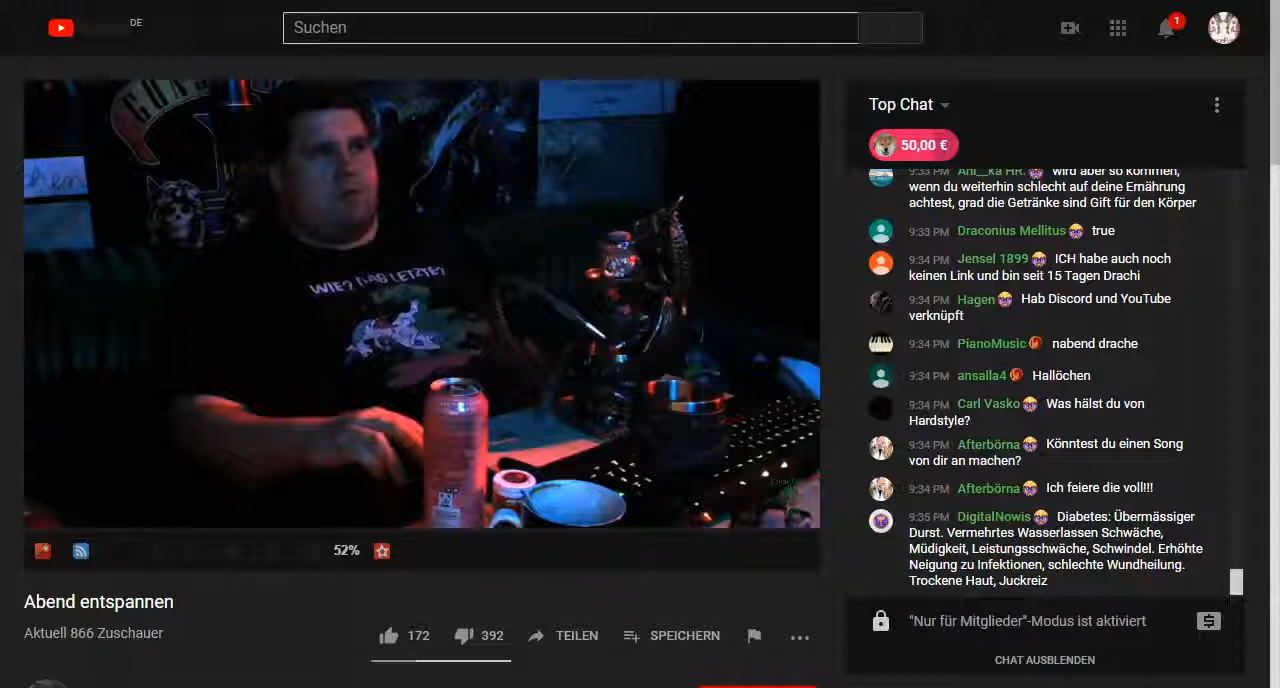 DE
Suchen
1
WIE? DAS LETZTE?
Top Chat
50,00 €
9:33 PM Ani__ka HR. wird aber so kommen,
wenn du weiterhin schlecht auf deine Ernährung
achtest, grad die Getränke sind Gift für den Körper
9:33 PM Draconius Mellitus true
9:34 PM Jensel 1899 ICH habe auch noch
keinen Link und bin seit 15 Tagen Drachi
9:34 PM Hagen Hab Discord und YouTube
verknüpft
9:34 PM PianoMusic nabend drache
9:34 PM ansalla4 Hallöchen
9:34 PM Carl Vasko Was hälst du von
Hardstyle?
9:34 PM Afterbörna Könntest du einen Song
von dir an machen?
9:34 PM Afterbörna Ich feiere die voll!!!
9:35 PM DigitalNowis Diabetes: Übermässiger
Durst. Vermehrtes Wasserlassen Schwäche,
Müdigkeit, Leistungsschwäche, Schwindel. Erhöhte
Neigung zu Infektionen, schlechte Wundheilung.
Trockene Haut, Juckreiz
"Nur für Mitglieder"-Modus ist aktiviert
CHAT AUSBLENDEN
52%
Abend entspannen
Aktuell 866 Zuschauer
172 392 TEILEN SPEICHERN